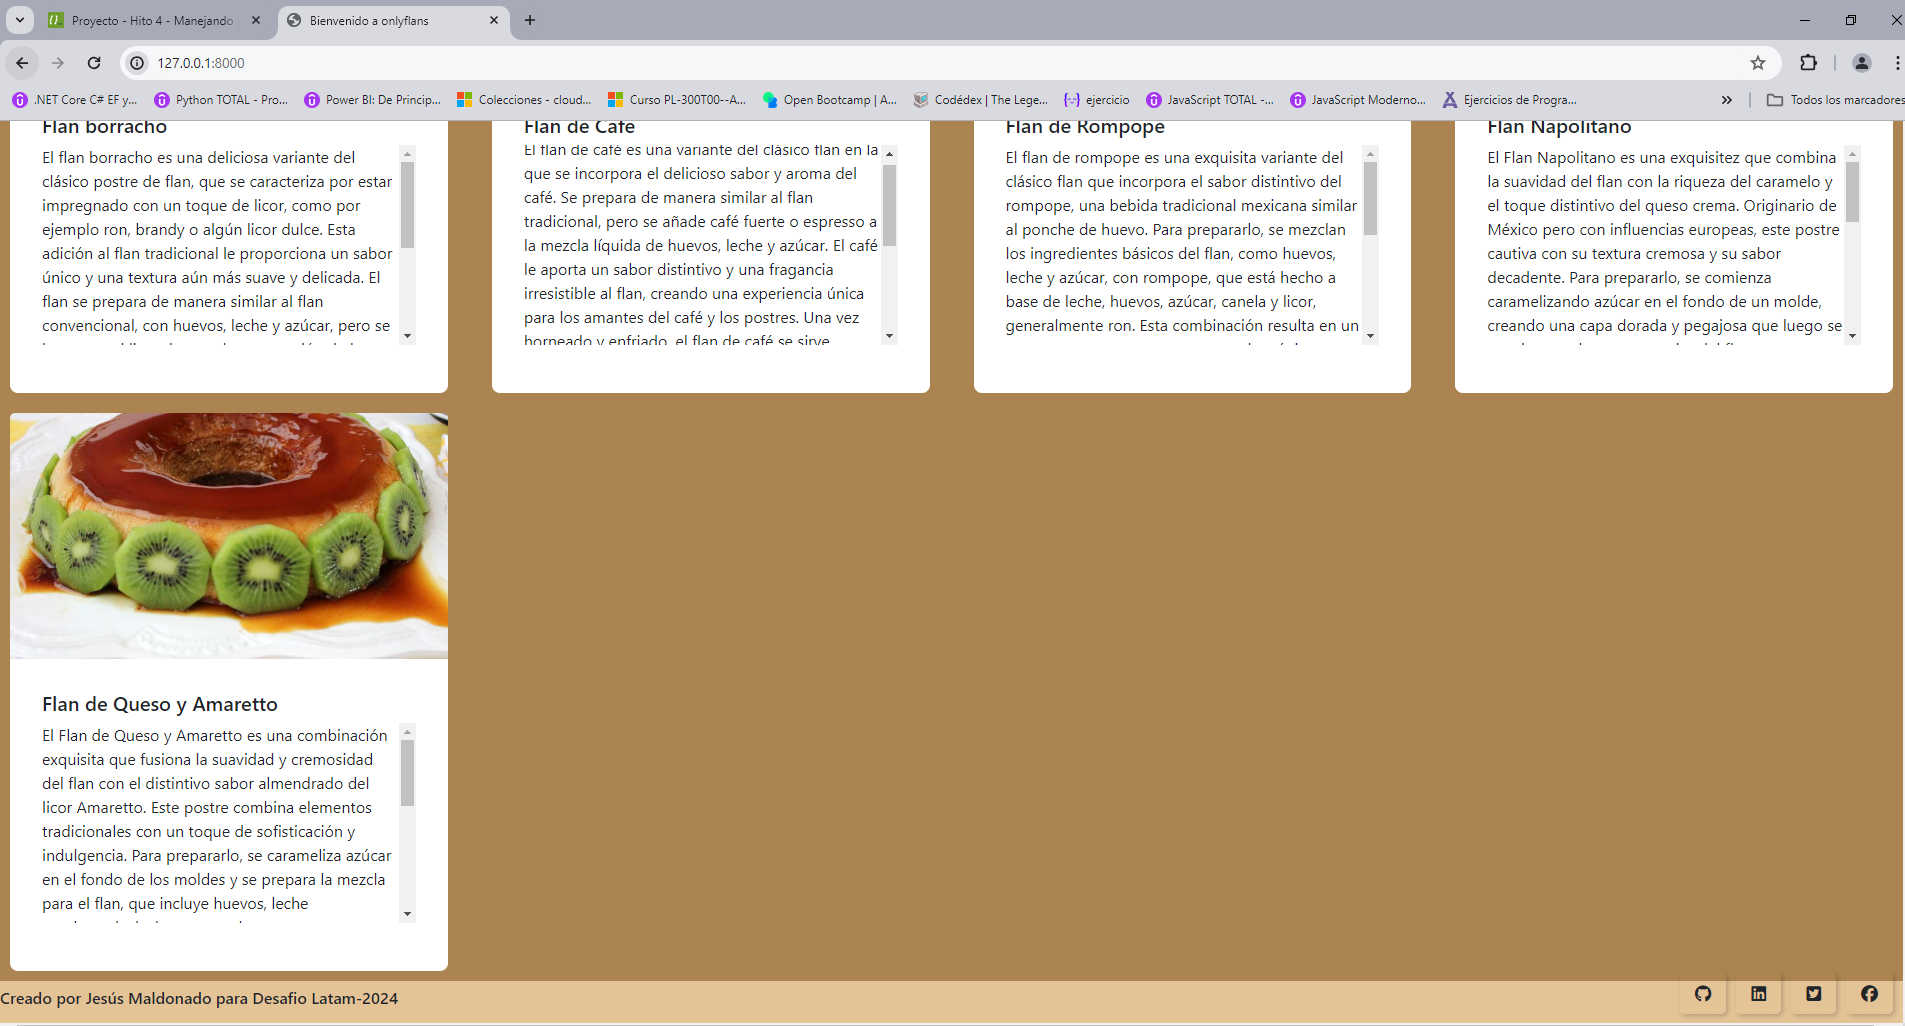 Proyecto - Hito 4 - Manejando
Bienvenido a onlyflans
127.0.0.1:8000
.NET Core C# EF y...
Python TOTAL - Pro...
Power BI: De Princip...
Colecciones - cloud...
Curso PL-300T00--A...
Open Bootcamp | A...
Codédex | The Lege...
ejercicio
JavaScript TOTAL -...
JavaScript Moderno...
Ejercicios de Progra...
Todos los marcadores
Flan borracho
El flan borracho es una deliciosa variante del
clásico postre de flan, que se caracteriza por estar
impregnado con un toque de licor, como por
ejemplo ron, brandy o algún licor dulce. Esta
adición al flan tradicional le proporciona un sabor
único y una textura aún más suave y delicada. El
flan se prepara de manera similar al flan
convencional, con huevos, leche y azúcar, pero se
Flan de Cafe
El flan de café es una variante del clásico flan en la
que se incorpora el delicioso sabor y aroma del
café. Se prepara de manera similar al flan
tradicional, pero se añade café fuerte o espresso a
la mezcla líquida de huevos, leche y azúcar. El café
le aporta un sabor distintivo y una fragancia
irresistible al flan, creando una experiencia única
para los amantes del café y los postres. Una vez
horneado y enfriado, el flan de café se sirve
Flan de Rompope
El flan de rompope es una exquisita variante del
clásico flan que incorpora el sabor distintivo del
rompope, una bebida tradicional mexicana similar
al ponche de huevo. Para prepararlo, se mezclan
los ingredientes básicos del flan, como huevos,
leche y azúcar, con rompope, que está hecho a
base de leche, huevos, azúcar, canela y licor,
generalmente ron. Esta combinación resulta en un
Flan Napolitano
El Flan Napolitano es una exquisitez que combina
la suavidad del flan con la riqueza del caramelo y
el toque distintivo del queso crema. Originario de
México pero con influencias europeas, este postre
cautiva con su textura cremosa y su sabor
decadente. Para prepararlo, se comienza
caramelizando azúcar en el fondo de un molde,
creando una capa dorada y pegajosa que luego se
Flan de Queso y Amaretto
El Flan de Queso y Amaretto es una combinación
exquisita que fusiona la suavidad y cremosidad
del flan con el distintivo sabor almendrado del
licor Amaretto. Este postre combina elementos
tradicionales con un toque de sofisticación y
indulgencia. Para prepararlo, se carameliza azúcar
en el fondo de los moldes y se prepara la mezcla
para el flan, que incluye huevos, leche
Creado por Jesús Maldonado para Desafio Latam-2024